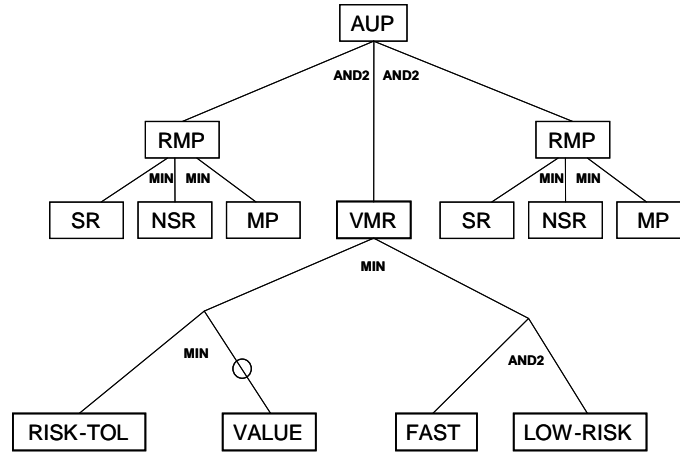 AUP
AND2 AND2
RMP RMP
MIN MIN MIN MIN
SR NSR MP VMR SR NSR MP
MIN
MIN AND2
RISK-TOL VALUE FAST LOW-RISK